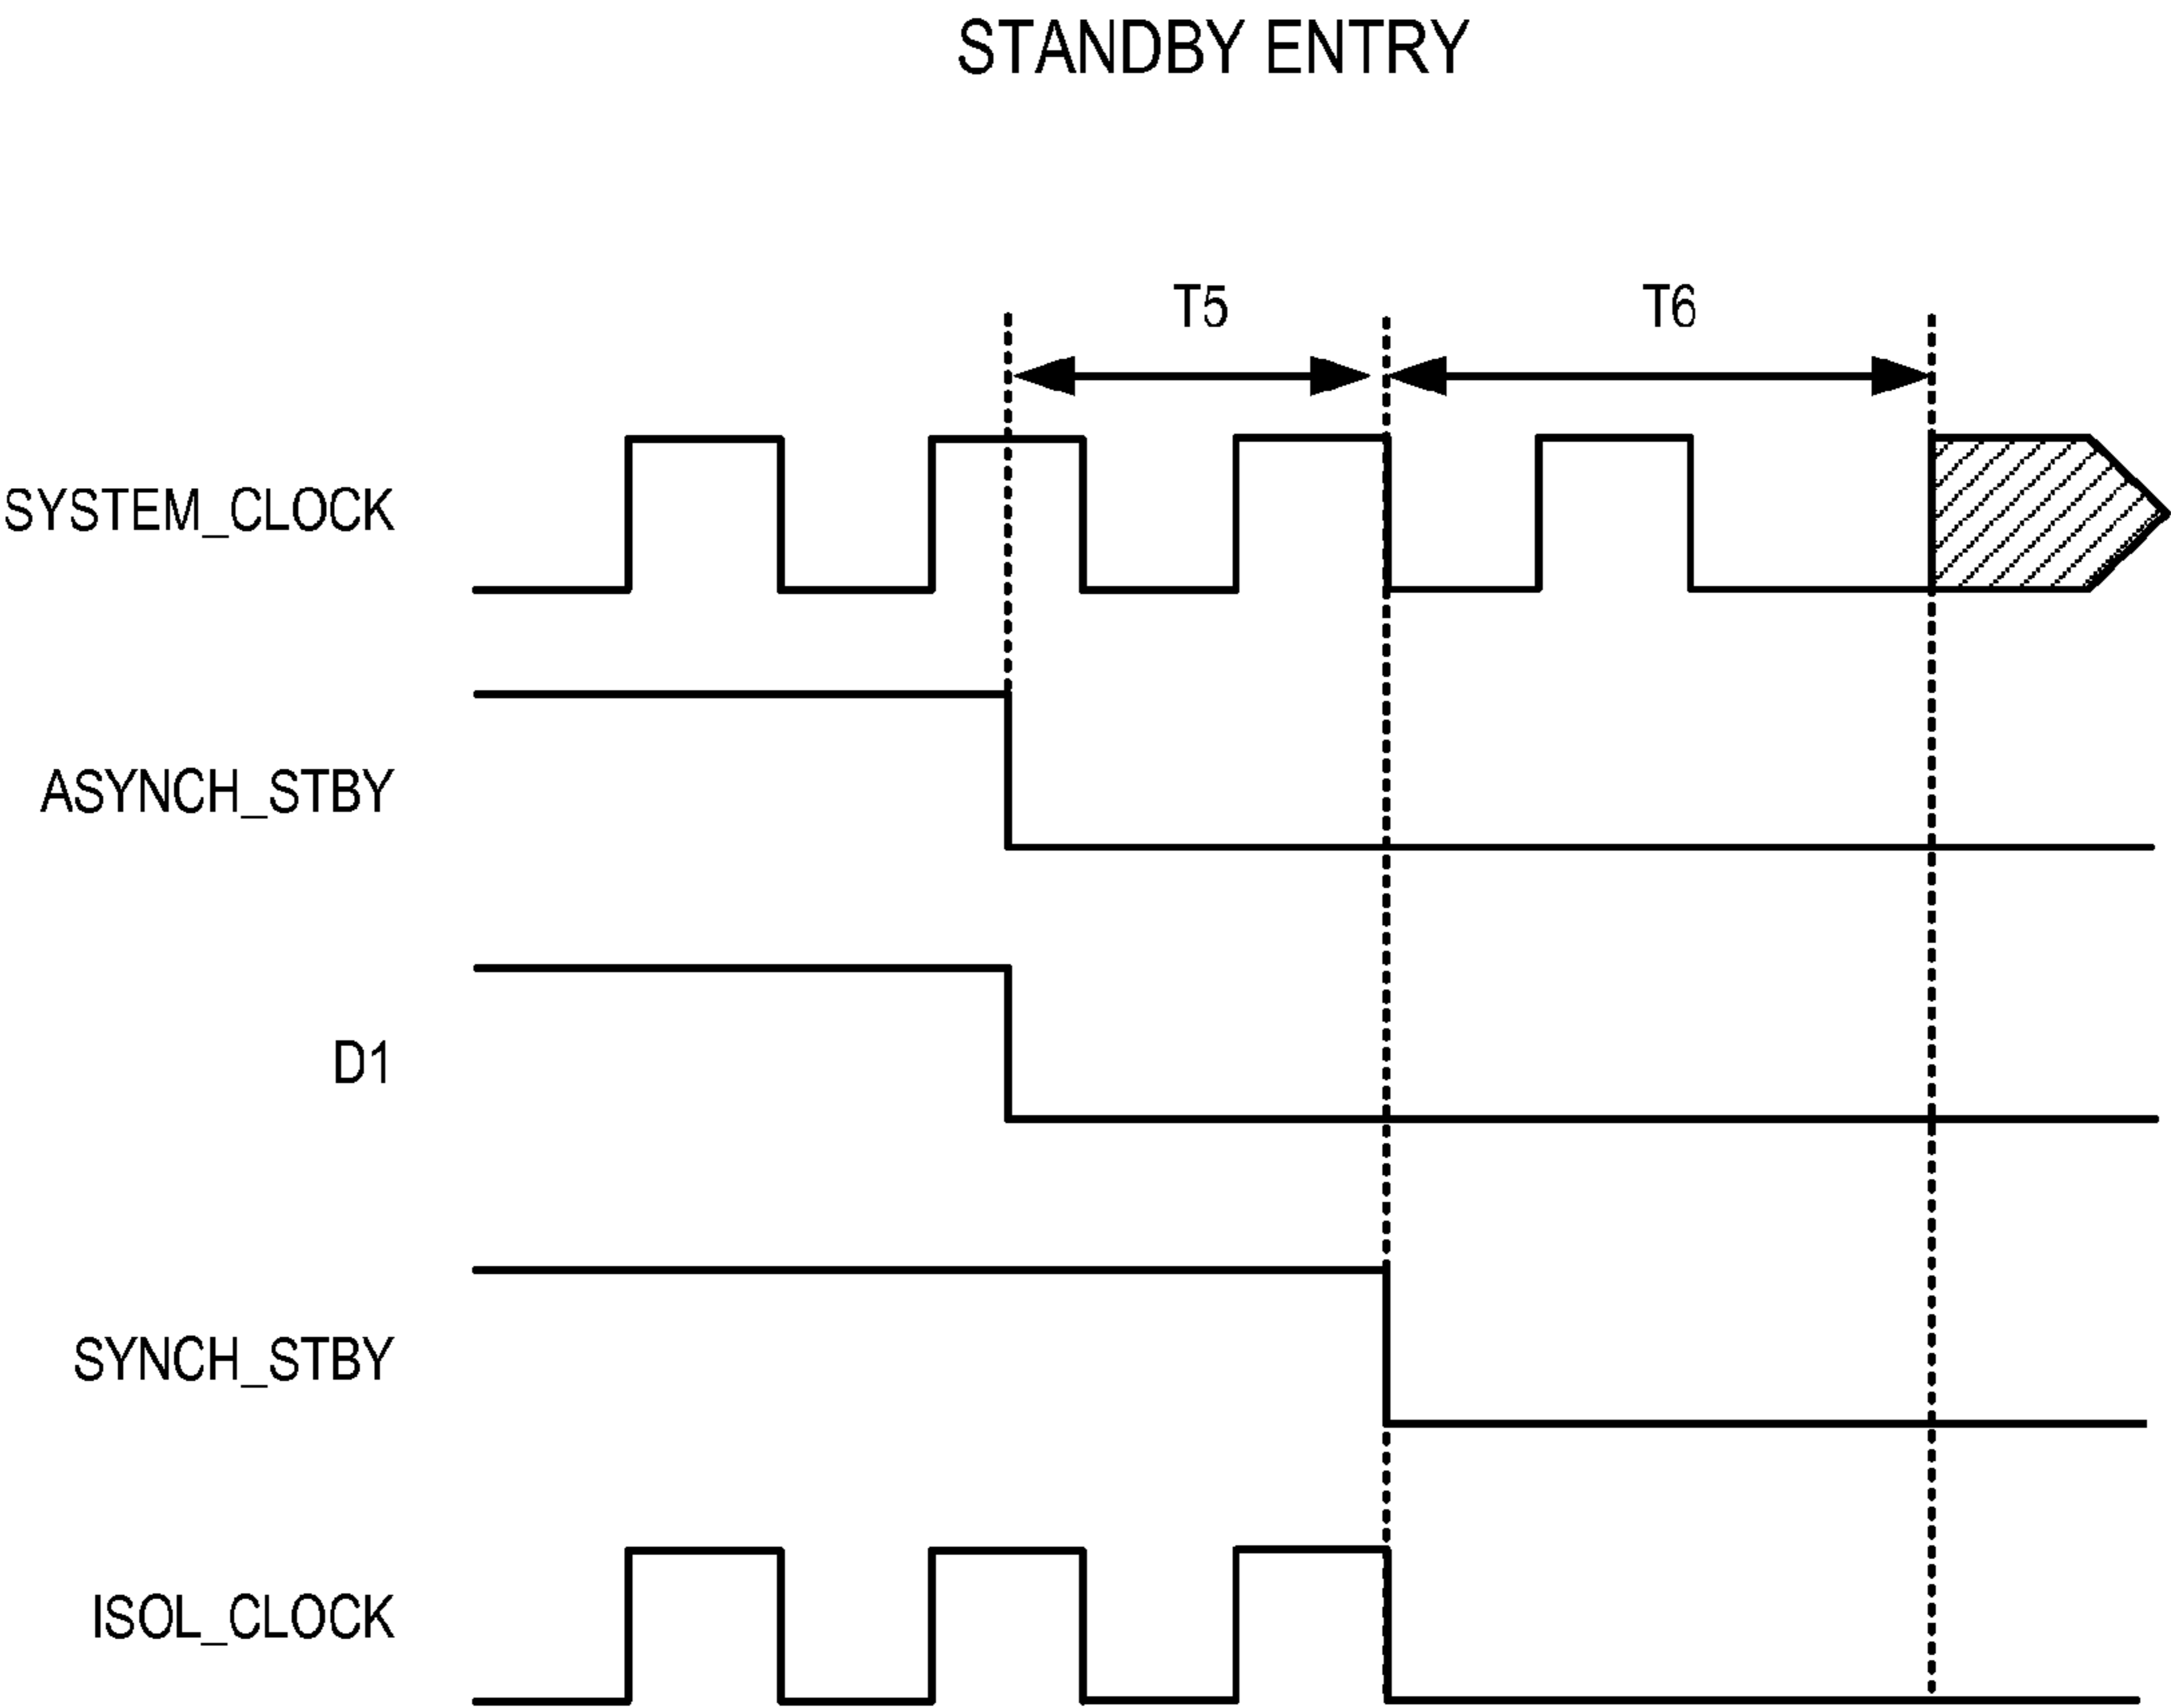 STANDBY ENTRY
T5 T6
SYSTEM_CLOCK
ASYNCH_STBY
D1
SYNCH_STBY
ISOL_CLOCK